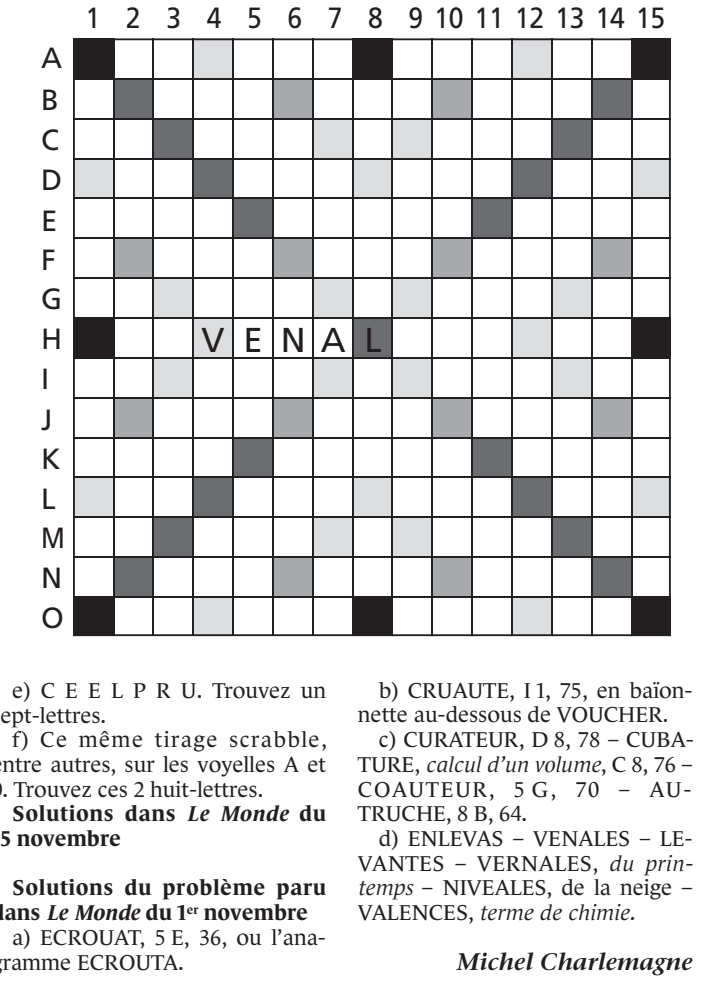 1 2 3 4 5 6 7 8 9 10 11 12 13 14 15
A
B
C
D
E
F
G
H V E N A L
I
J
K
L
M
N
O
e) C E E L P R U. Trouvez un
ept-lettres.
f) Ce même tirage scrabble,
entre autres, sur les voyelles A et
. Trouvez ces 2 huit-lettres.
Solutions dans Le Monde du
5 novembre
Solutions du problème paru
dans Le Monde du 1er novembre
a) ECROUAT, 5 E, 36, ou l'ana-
gramme ECROUTA.
b) CRUAUTE, I 1, 75, en baïon-
nette au-dessous de VOUCHER.
c) CURATEUR, D 8, 78 – CUBA-
TURE, calcul d'un volume, C 8, 76 –
COAUTEUR, 5 G, 70 – AU-
TRUCHE, 8 B, 64.
d) ENLEVAS – VENALES – LE-
VANTES – VERNALES, du prin-
temps – NIVEALES, de la neige –
VALENCES, terme de chimie.
Michel Charlemagne